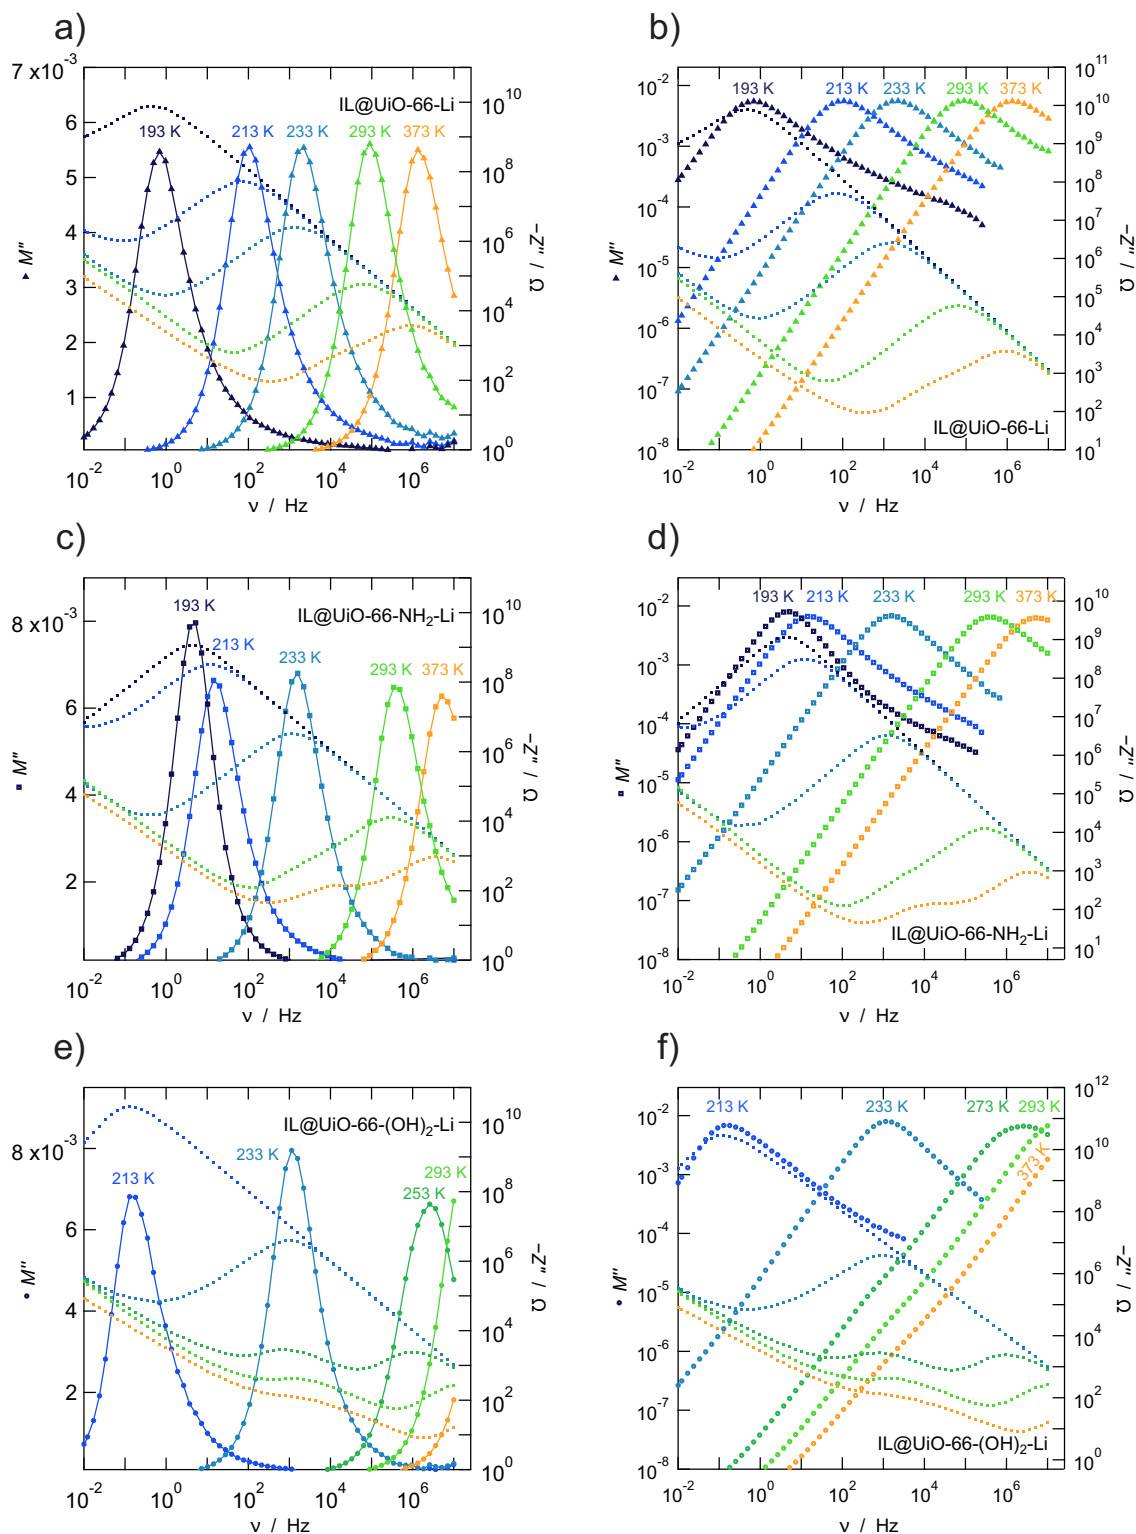 a)
7 x10⁻³
6
5
4
3
2
1
▲ M"
IL@UiO-66-Li
193 K
213 K
233 K
293 K
373 K
10¹⁰
10⁸
10⁶
10⁴
10²
10⁰
-Z" / Ω
10⁻²
10⁰
10²
10⁴
10⁶
ν / Hz
b)
10⁻²
10⁻³
10⁻⁴
10⁻⁵
10⁻⁶
10⁻⁷
10⁻⁸
▲ M"
193 K
213 K
233 K
293 K
373 K
IL@UiO-66-Li
10¹¹
10¹⁰
10⁹
10⁸
10⁷
10⁶
10⁵
10⁴
10³
10²
10¹
-Z" / Ω
10⁻²
10⁰
10²
10⁴
10⁶
ν / Hz
c)
8 x10⁻³
6
4
2
M"
193 K
IL@UiO-66-NH₂-Li
213 K
233 K
293 K
373 K
10¹⁰
10⁸
10⁶
10⁴
10²
10⁰
-Z" / Ω
10⁻²
10⁰
10²
10⁴
10⁶
ν / Hz
d)
10⁻²
10⁻³
10⁻⁴
10⁻⁵
10⁻⁶
10⁻⁷
10⁻⁸
M"
193 K
213 K
233 K
293 K
373 K
IL@UiO-66-NH₂-Li
10¹⁰
10⁹
10⁸
10⁷
10⁶
10⁵
10⁴
10³
10²
10¹
-Z" / Ω
10⁻²
10⁰
10²
10⁴
10⁶
ν / Hz
e)
8 x10⁻³
6
4
2
M"
IL@UiO-66-(OH)₂-Li
233 K
293 K
213 K
253 K
10¹⁰
10⁸
10⁶
10⁴
10²
10⁰
-Z" / Ω
10⁻²
10⁰
10²
10⁴
10⁶
ν / Hz
f)
10⁻²
10⁻³
10⁻⁴
10⁻⁵
10⁻⁶
10⁻⁷
10⁻⁸
M"
213 K
233 K
273 K
293 K
373 K
IL@UiO-66-(OH)₂-Li
10¹²
10¹⁰
10⁸
10⁶
10⁴
10²
10⁰
-Z" / Ω
10⁻²
10⁰
10²
10⁴
10⁶
ν / Hz